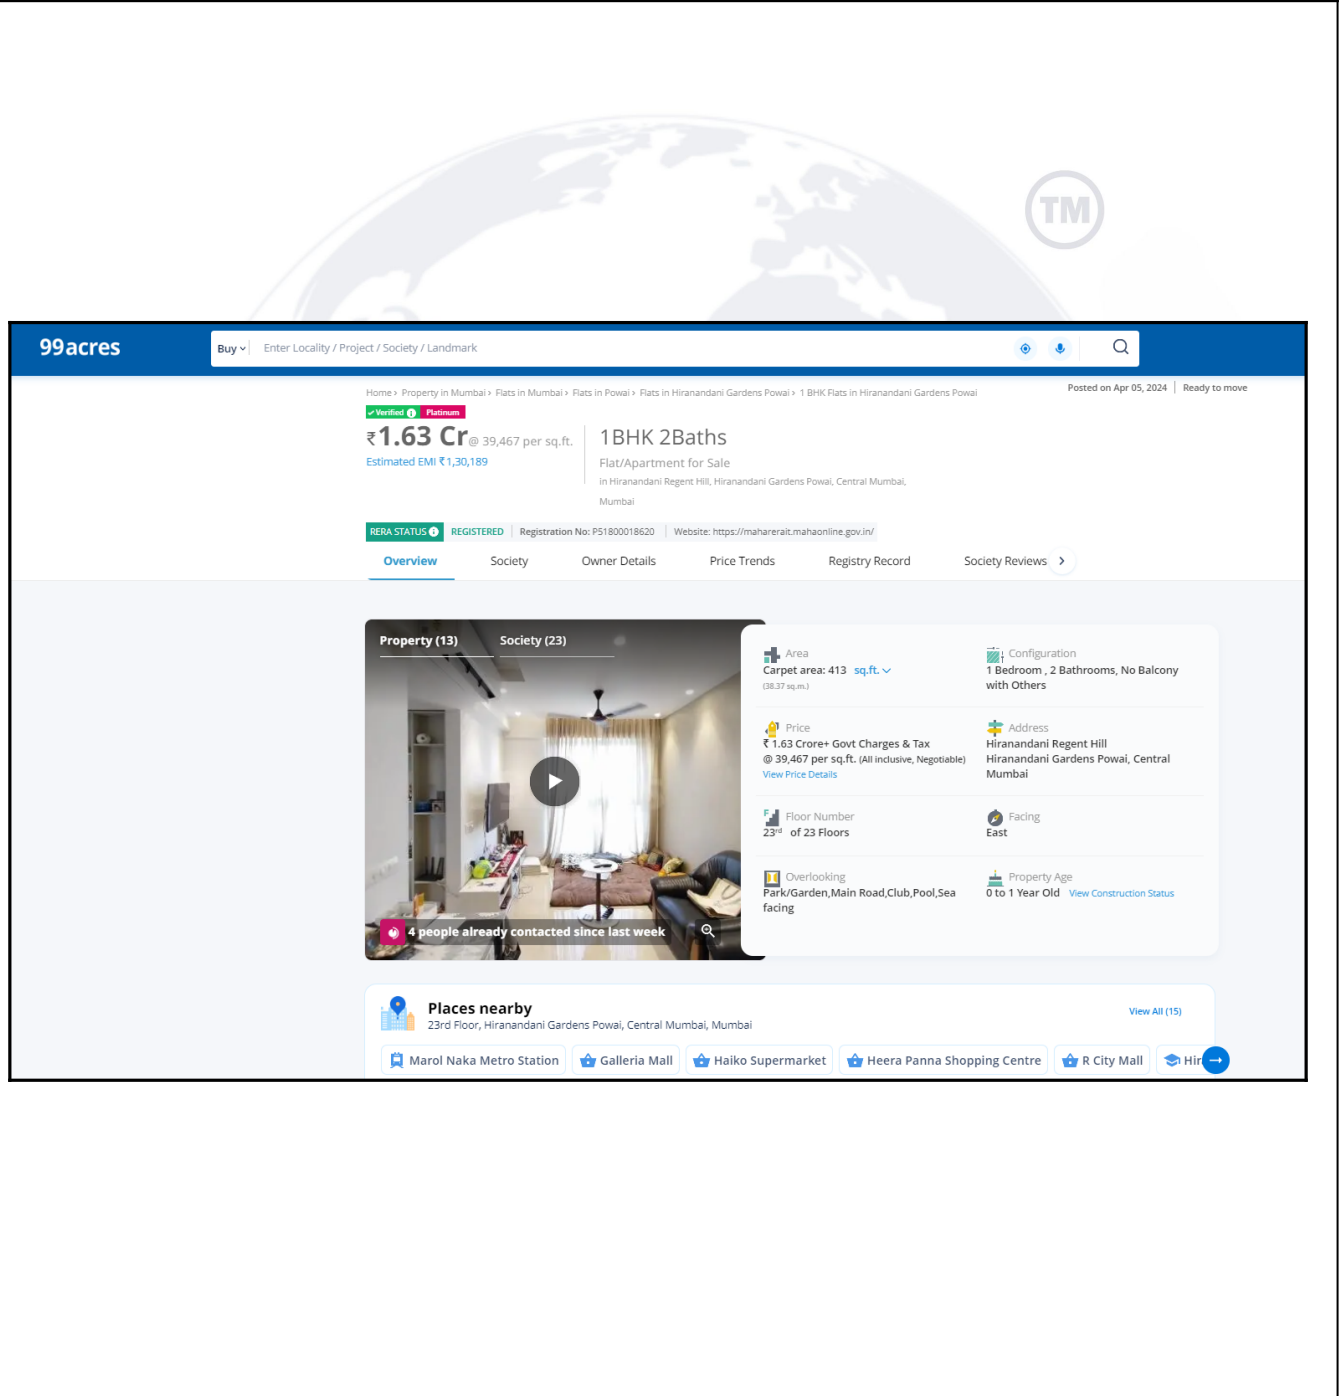 TM
99acres
Buy
Enter Locality / Project / Society / Landmark
Home › Property in Mumbai › Flats in Mumbai › Flats in Powai › Flats in Hiranandani Gardens Powai › 1 BHK Flats in Hiranandani Gardens Powai
Posted on Apr 05, 2024 | Ready to move
Verified Platinum
₹1.63 Cr @ 39,467 per sq.ft.
Estimated EMI ₹1,30,189
1BHK 2Baths
Flat/Apartment for Sale
in Hiranandani Regent Hill, Hiranandani Gardens Powai, Central Mumbai,
Mumbai
RERA STATUS REGISTERED | Registration No: P51800018620 | Website: https://maharerait.mahaonline.gov.in/
Overview Society Owner Details Price Trends Registry Record Society Reviews
Property (13) Society (23)
4 people already contacted since last week
Area
Carpet area: 413 sq.ft.
(38.37 sq.m.)
Configuration
1 Bedroom , 2 Bathrooms, No Balcony
with Others
Price
₹ 1.63 Crore+ Govt Charges & Tax
@ 39,467 per sq.ft. (All inclusive, Negotiable)
View Price Details
Address
Hiranandani Regent Hill
Hiranandani Gardens Powai, Central
Mumbai
Floor Number
23rd of 23 Floors
Facing
East
Overlooking
Park/Garden,Main Road,Club,Pool,Sea
facing
Property Age
0 to 1 Year Old View Construction Status
Places nearby
View All (15)
23rd Floor, Hiranandani Gardens Powai, Central Mumbai, Mumbai
Marol Naka Metro Station Galleria Mall Haiko Supermarket Heera Panna Shopping Centre R City Mall Hir